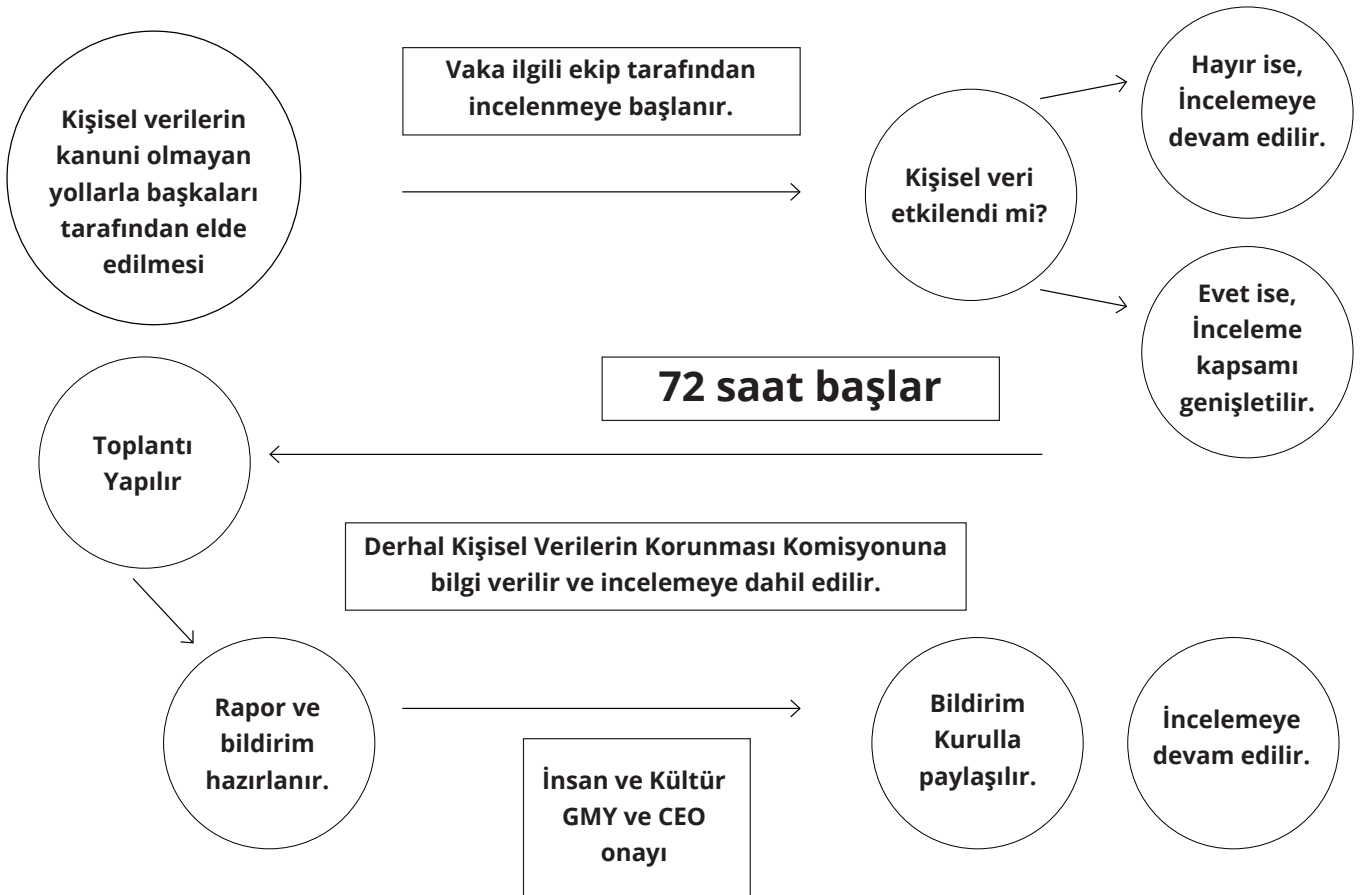 Kişisel verilerin
kanuni olmayan
yollarla başkaları
tarafından elde
edilmesi
Vaka ilgili ekip tarafından
incelenmeye başlanır.
Kişisel veri
etkilendi mi?
Hayır ise,
İncelemeye
devam edilir.
Evet ise,
İnceleme
kapsamı
genişletilir.
72 saat başlar
Toplantı
Yapılır
Derhal Kişisel Verilerin Korunması Komisyonuna
bilgi verilir ve incelemeye dahil edilir.
Rapor ve
bildirim
hazırlanır.
İnsan ve Kültür
GMY ve CEO
onayı
Bildirim
Kurulla
paylaşılır.
İncelemeye
devam edilir.